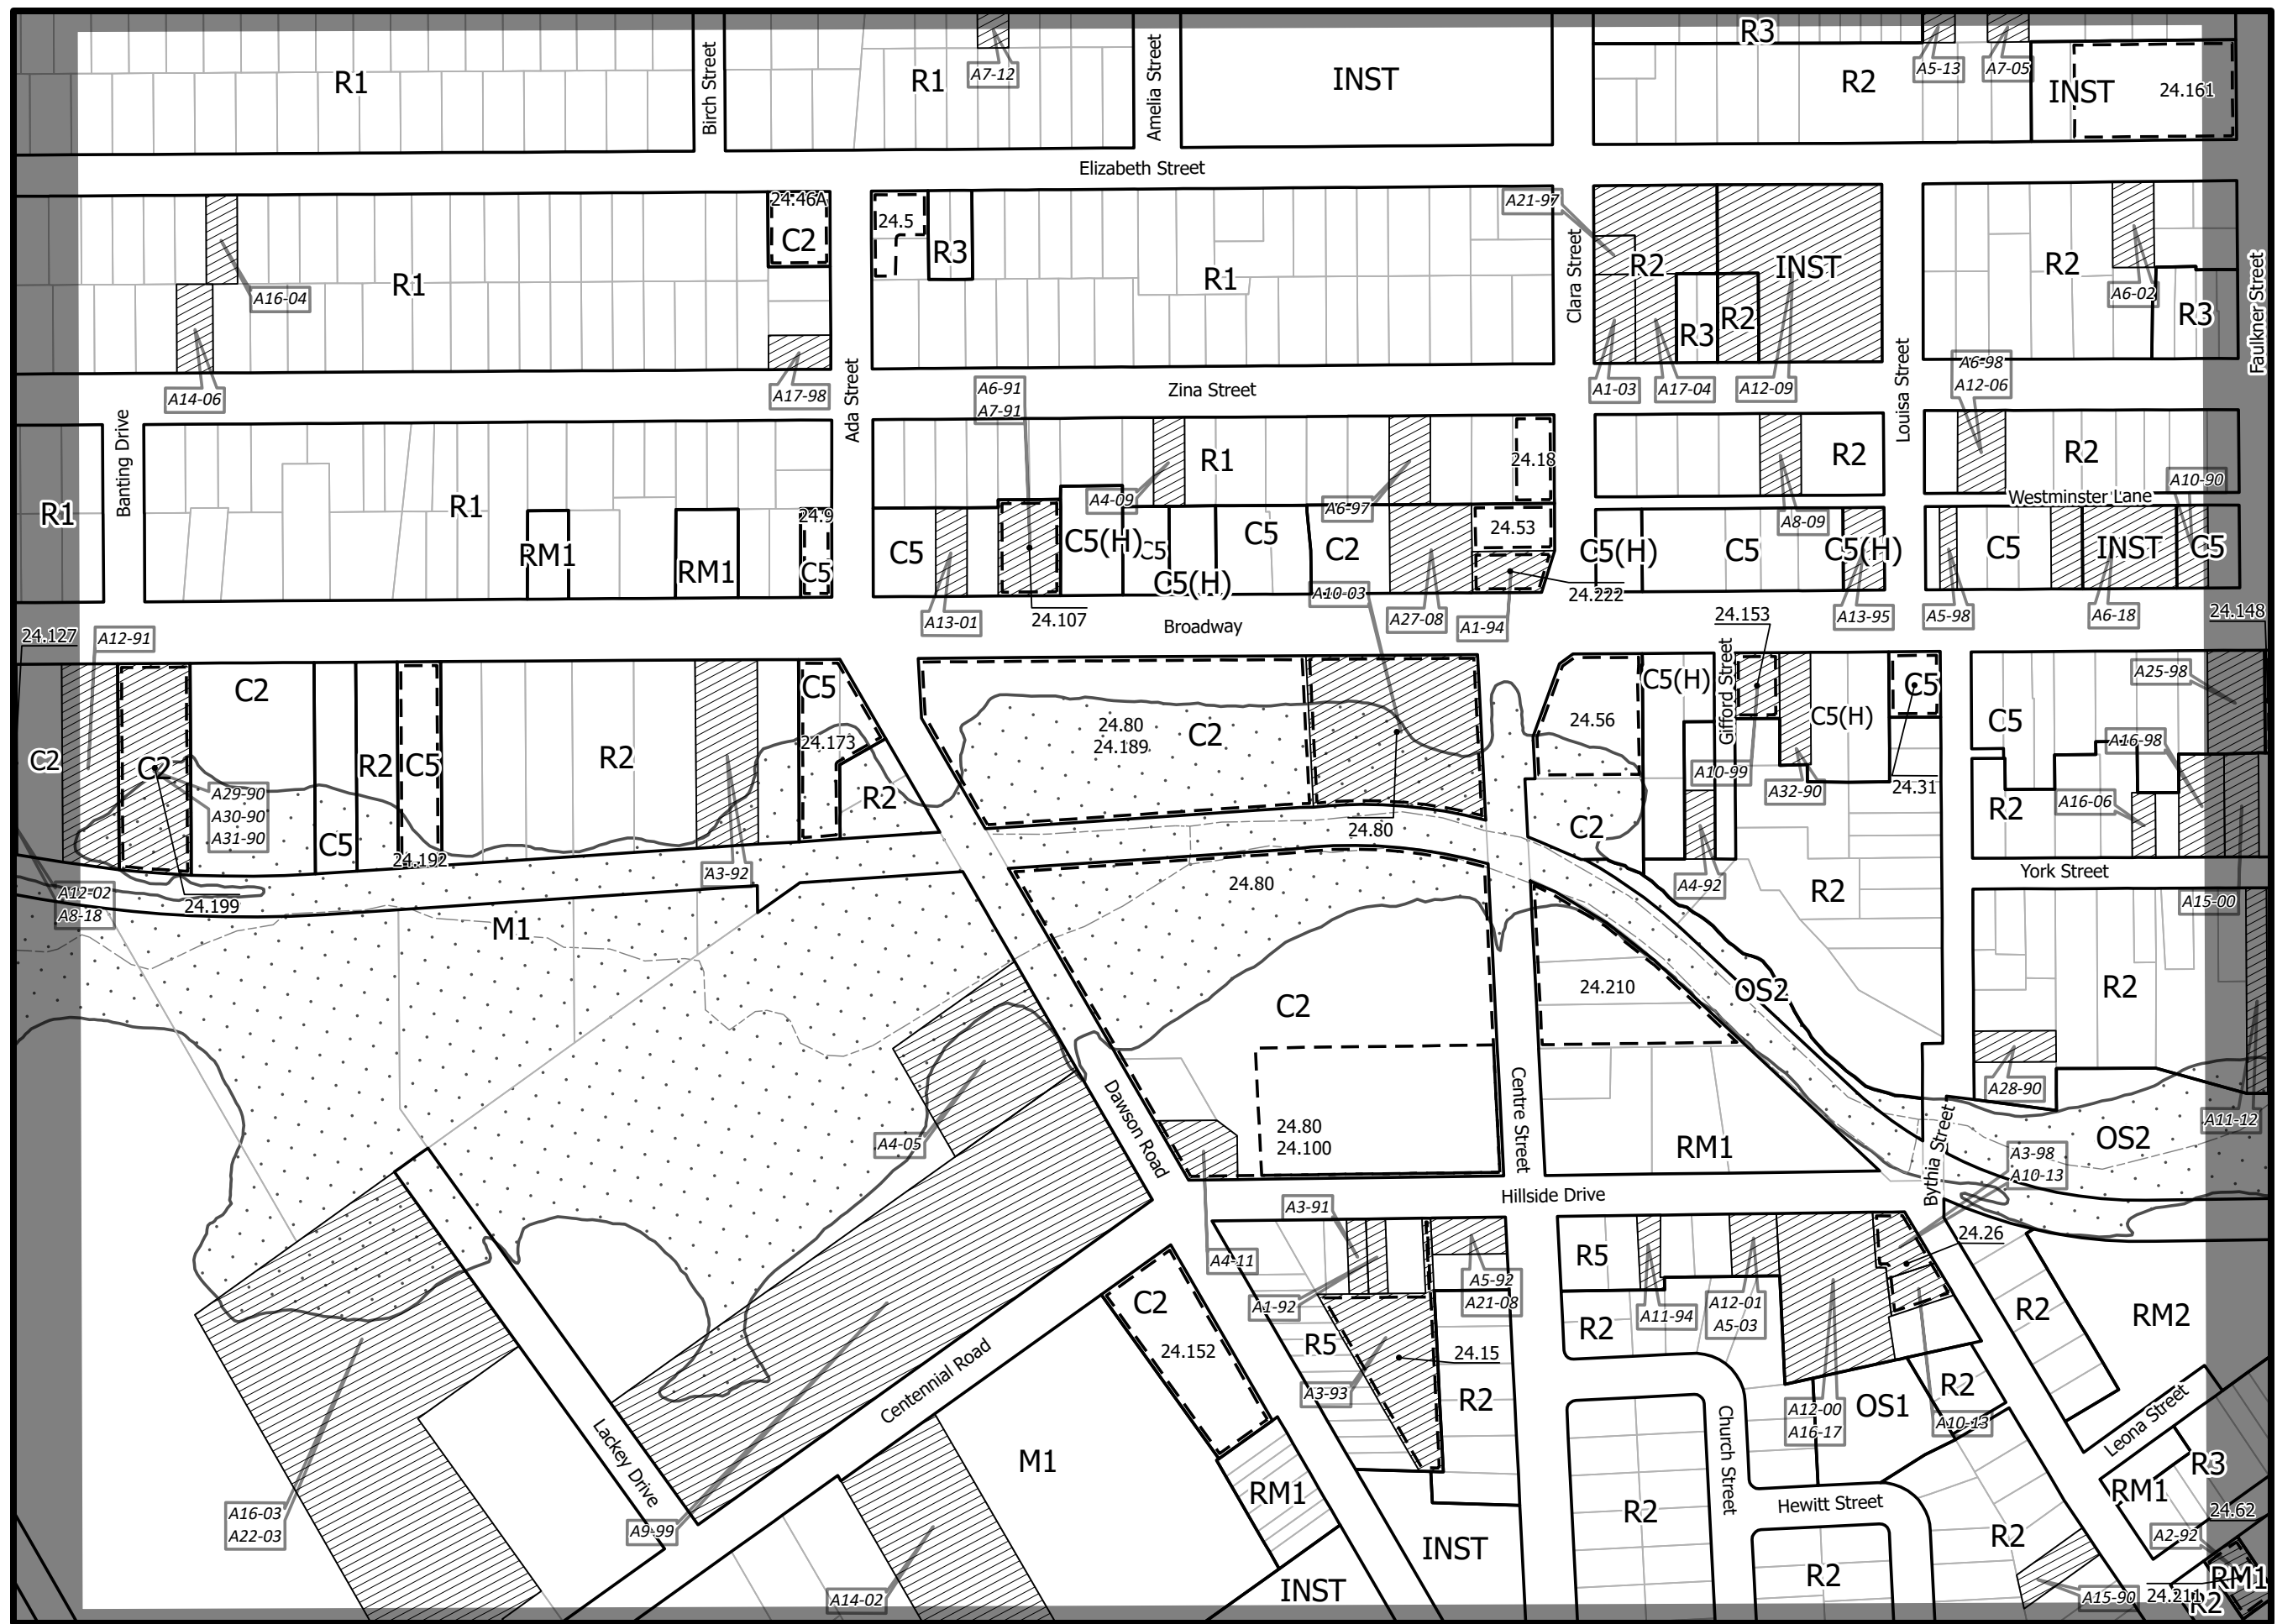 R3
R1
Birch Street
R1
A7-12
Amelia Street
INST
R2
A5-13
A7-05
INST
24.161
Elizabeth Street
24.46A
C2
24.5
R3
A21-97
Clara Street
R2
INST
R2
A6-02
R3
Faulkner Street
A16-04
R1
R1
R3
R2
A14-06
A17-98
Ada Street
A6-91
A7-91
Zina Street
A1-03
A17-04
A12-09
Louisa Street
A6-98
A12-06
Banting Drive
R1
R1
R1
24.18
R2
R2
A10-90
Westminster Lane
A4-09
A6-97
A8-09
24.9
C5
RM1
RM1
C5
C5(H)
C5
C5(H)
C5
C2
24.53
C5(H)
C5
C5(H)
C5
INST
C5
A10-03
24.222
A13-01
24.107
Broadway
A27-08
A1-94
24.153
A13-95
A5-98
A6-18
24.148
24.127
A12-91
C2
C2
C2
R2
C5
R2
C5
24.173
R2
24.80
24.189
C2
24.56
C5(H)
Gifford Street
C5(H)
C5
C5
A25-98
A16-98
A29-90
A30-90
A31-90
C5
24.192
A3-92
24.80
C2
A10-99
A32-90
24.31
R2
A16-06
York Street
A12-02
A8-18
24.199
M1
24.80
A4-92
R2
A15-00
C2
24.210
OS2
R2
A28-90
A11-12
A4-05
Dawson Road
24.80
24.100
Centre Street
RM1
Bythia Street
A3-98
A10-13
OS2
Hillside Drive
A3-91
A4-11
A1-92
A5-92
A21-08
R5
A11-94
A12-01
A5-03
24.26
R2
RM2
C2
24.152
R5
24.15
A3-93
R2
R2
A12-00
A16-17
OS1
R2
A10-13
Leona Street
Centennial Road
Lackey Drive
A16-03
A22-03
A9-99
M1
RM1
Church Street
R2
Hewitt Street
R3
RM1
24.62
A2-92
INST
R2
R2
RM1
A14-02
INST
A15-90
24.211
R2